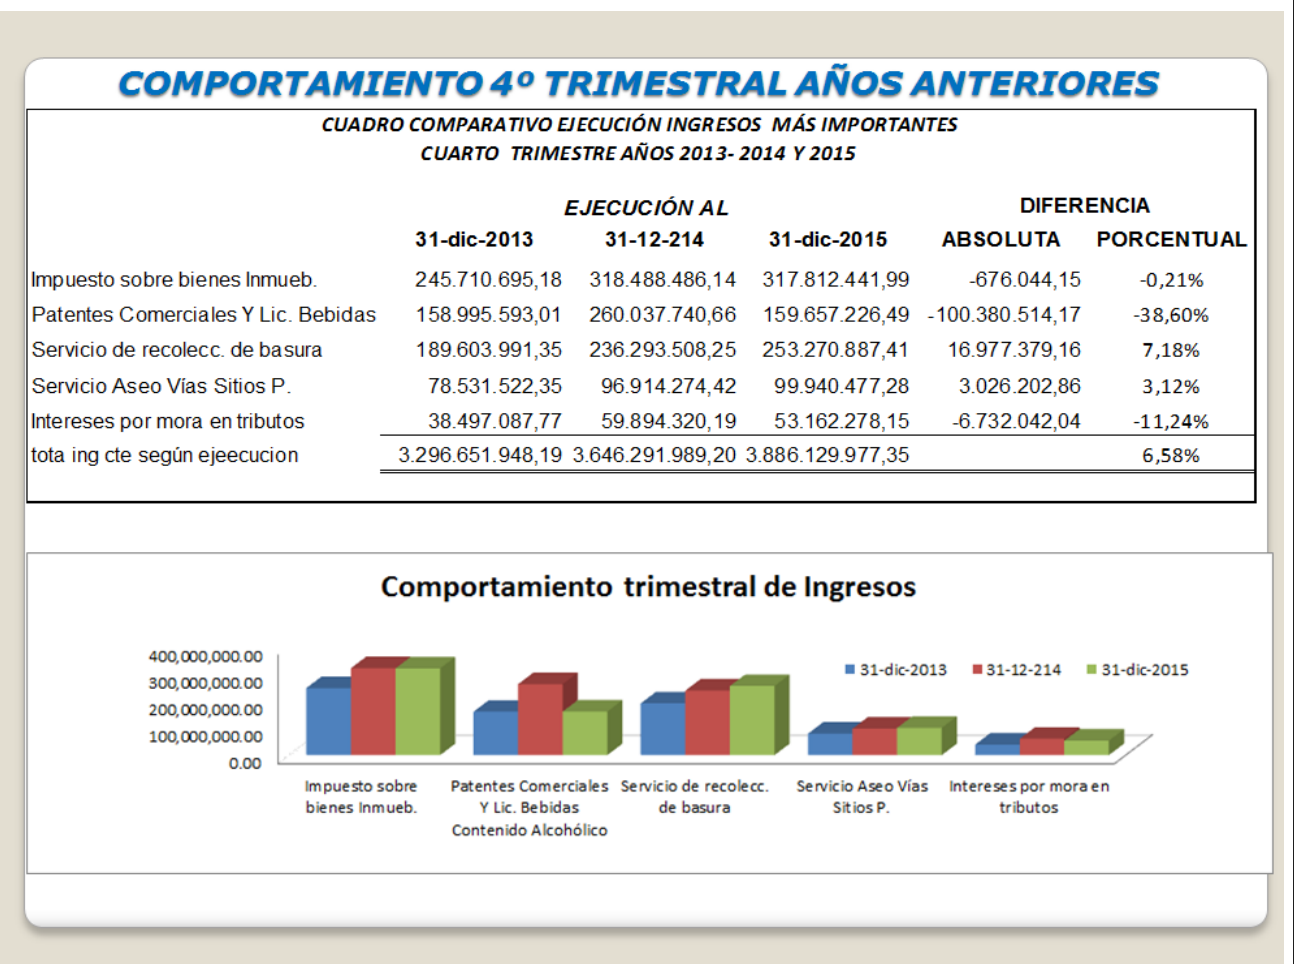 COMPORTAMIENTO 4º TRIMESTRAL AÑOS ANTERIORES
CUADRO COMPARATIVO EJECUCIÓN INGRESOS MÁS IMPORTANTES
CUARTO TRIMESTRE AÑOS 2013- 2014 Y 2015
EJECUCIÓN AL DIFERENCIA
31-dic-2013 31-12-214 31-dic-2015 ABSOLUTA PORCENTUAL
Impuesto sobre bienes Inmueb. 245.710.695,18 318.488.486,14 317.812.441,99 -676.044,15 -0,21%
Patentes Comerciales Y Lic. Bebidas 158.995.593,01 260.037.740,66 159.657.226,49 -100.380.514,17 -38,60%
Servicio de recolecc. de basura 189.603.991,35 236.293.508,25 253.270.887,41 16.977.379,16 7,18%
Servicio Aseo Vías Sitios P. 78.531.522,35 96.914.274,42 99.940.477,28 3.026.202,86 3,12%
Intereses por mora en tributos 38.497.087,77 59.894.320,19 53.162.278,15 -6.732.042,04 -11,24%
tota ing cte según ejeecucion 3.296.651.948,19 3.646.291.989,20 3.886.129.977,35 6,58%
Comportamiento trimestral de Ingresos
400,000,000.00
300,000,000.00
200,000,000.00
100,000,000.00
0.00
31-dic-2013 31-12-214 31-dic-2015
Impuesto sobre Patentes Comerciales Servicio de recolecc. Servicio Aseo Vías Intereses por mora en
bienes Inmueb. Y Lic. Bebidas de basura Sitios P. tributos
Contenido Alcohólico